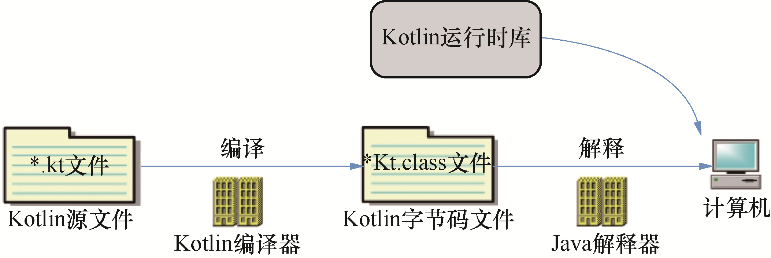 Kotlin运行时库
编译
解释
*.kt文件
*Kt.class文件
Kotlin源文件
Kotlin编译器
Kotlin字节码文件
Java解释器
计算机